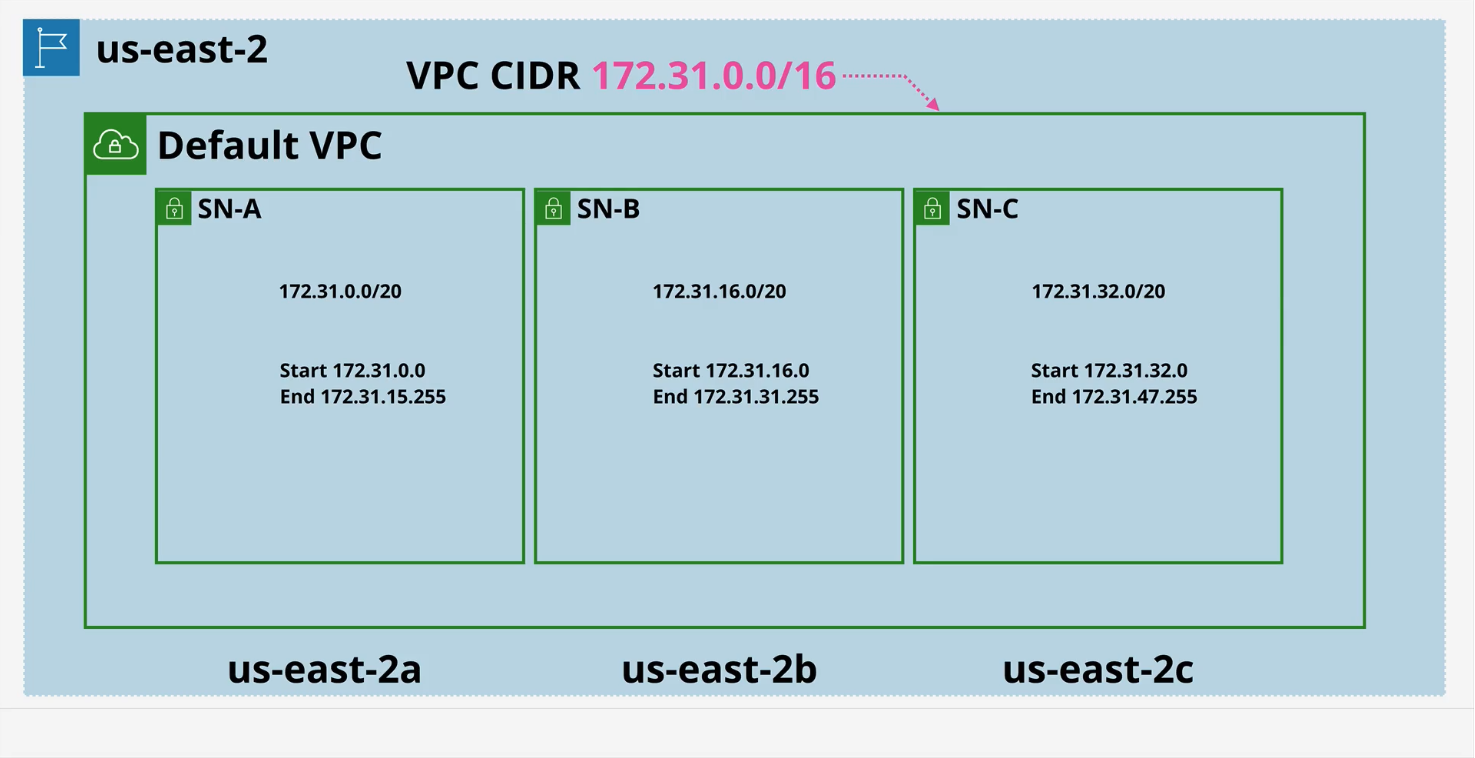 us-east-2
VPC CIDR 172.31.0.0/16
Default VPC
SN-A
172.31.0.0/20
Start 172.31.0.0
End 172.31.15.255
SN-B
172.31.16.0/20
Start 172.31.16.0
End 172.31.31.255
SN-C
172.31.32.0/20
Start 172.31.32.0
End 172.31.47.255
us-east-2a
us-east-2b
us-east-2c